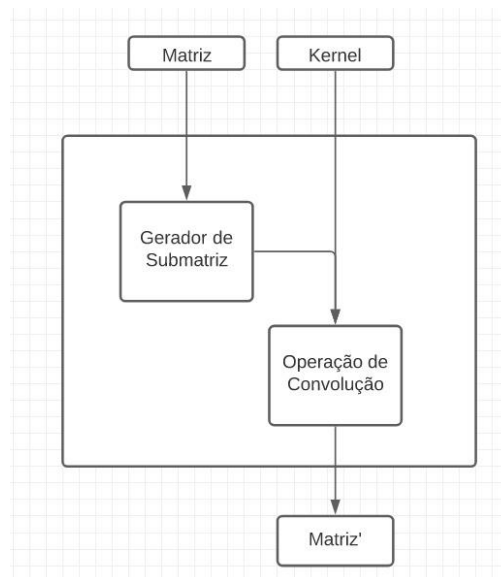 Matriz
Kernel
Gerador de
Submatriz
Operação de
Convolução
Matriz'